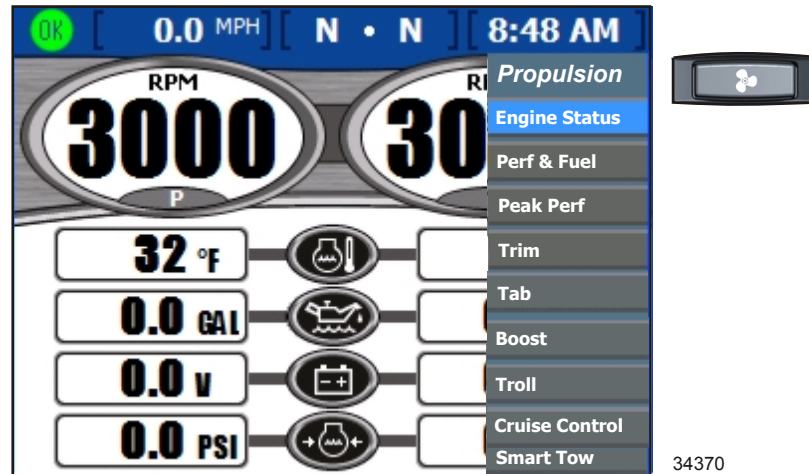 OK 0.0 MPH N • N 8:48 AM
Propulsion
Engine Status
Perf & Fuel
Peak Perf
Trim
Tab
Boost
Troll
Cruise Control
Smart Tow
RPM
3000
P
32 °F
0.0 GAL
0.0 V
0.0 PSI
34370